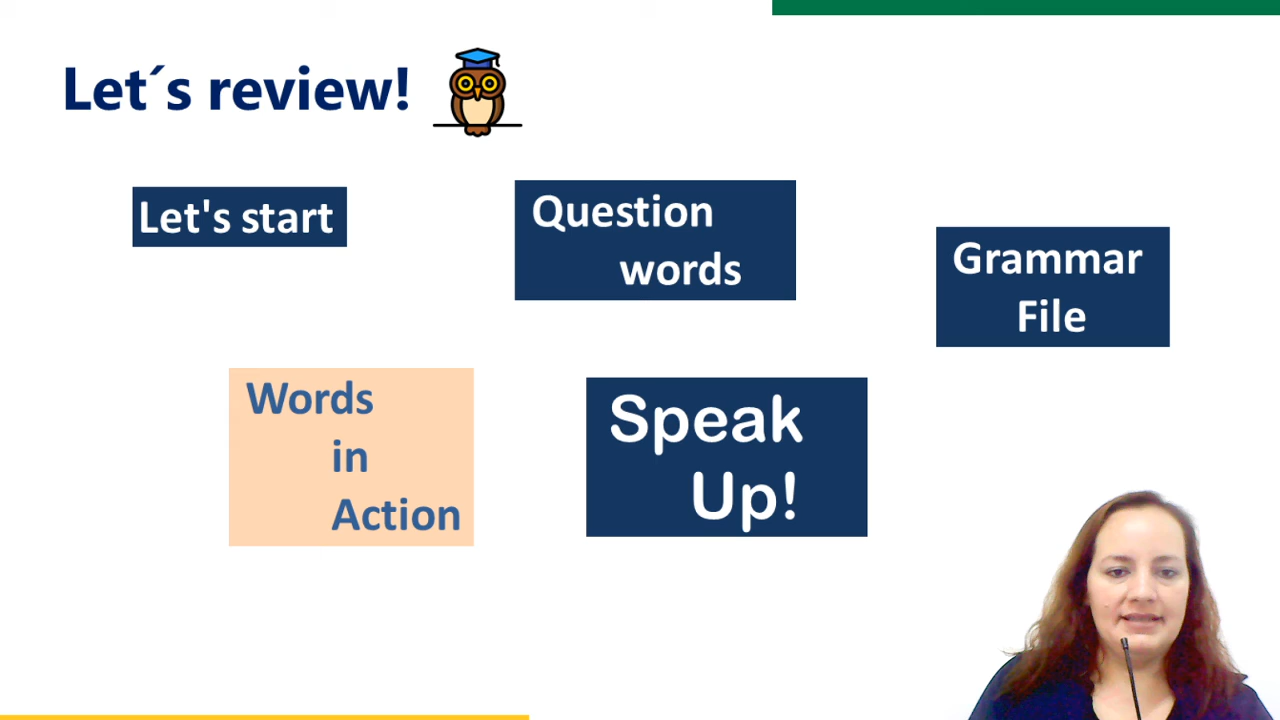 Let´s review!
Let's start
Question
words
Grammar
File
Words
in
Action
Speak
Up!